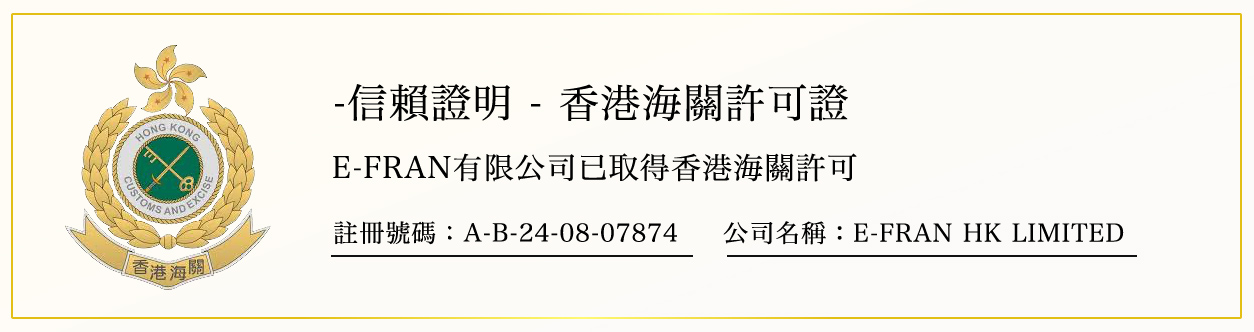 HONG KONG
CUSTOMS AND EXCISE
香港海關
-信賴證明 - 香港海關許可證
E-FRAN有限公司已取得香港海關許可
註冊號碼：A-B-24-08-07874
公司名稱：E-FRAN HK LIMITED